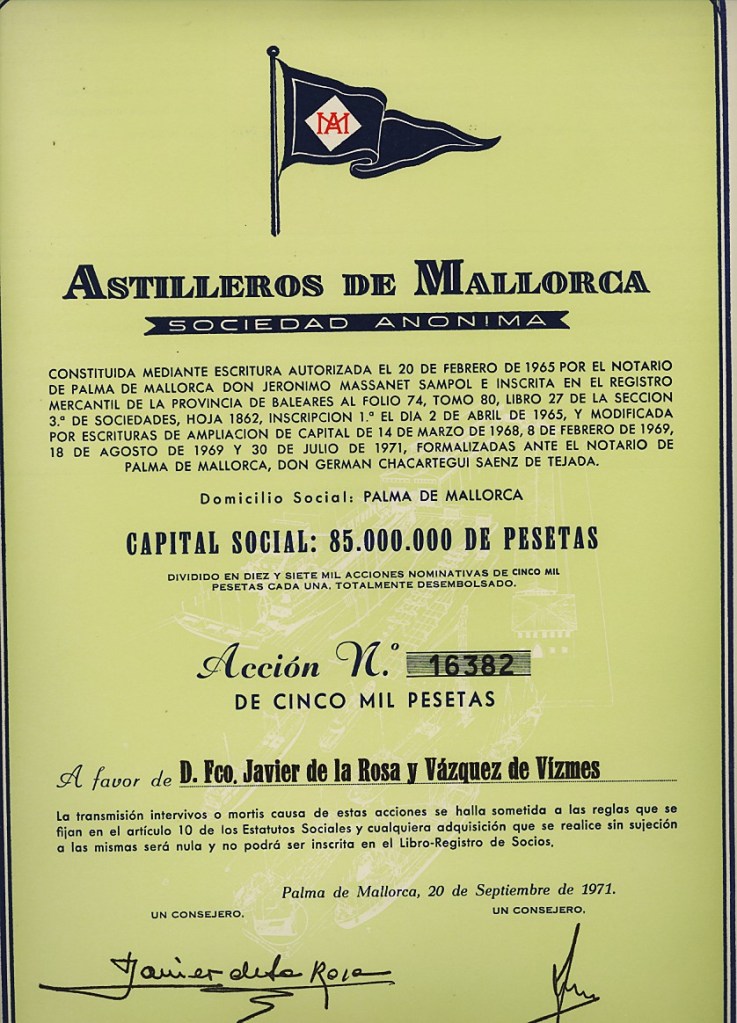 AM
ASTILLEROS DE MALLORCA
SOCIEDAD ANONIMA
CONSTITUIDA MEDIANTE ESCRITURA AUTORIZADA EL 20 DE FEBRERO DE 1965 POR EL NOTARIO
DE PALMA DE MALLORCA DON JERONIMO MASSANET SAMPOL E INSCRITA EN EL REGISTRO
MERCANTIL DE LA PROVINCIA DE BALEARES AL FOLIO 74, TOMO 80, LIBRO 27 DE LA SECCION
3.ª DE SOCIEDADES, HOJA 1862, INSCRIPCION 1.ª EL DIA 2 DE ABRIL DE 1965, Y MODIFICADA
POR ESCRITURAS DE AMPLIACION DE CAPITAL DE 14 DE MARZO DE 1968, 8 DE FEBRERO DE 1969,
18 DE AGOSTO DE 1969 Y 30 DE JULIO DE 1971, FORMALIZADAS ANTE EL NOTARIO DE
PALMA DE MALLORCA, DON GERMAN CHACARTEGUI SAENZ DE TEJADA.
Domicilio Social: PALMA DE MALLORCA
CAPITAL SOCIAL: 85.000.000 DE PESETAS
DIVIDIDO EN DIEZ Y SIETE MIL ACCIONES NOMINATIVAS DE CINCO MIL
PESETAS CADA UNA, TOTALMENTE DESEMBOLSADO.
Acción N.º 16382
DE CINCO MIL PESETAS
A favor de D. Fco. Javier de la Rosa y Vázquez de Vízmes
La transmisión intervivos o mortis causa de estas acciones se halla sometida a las reglas que se
fijan en el artículo 10 de los Estatutos Sociales y cualquiera adquisición que se realice sin sujeción
a las mismas será nula y no podrá ser inscrita en el Libro-Registro de Socios.
Palma de Mallorca, 20 de Septiembre de 1971.
UN CONSEJERO, UN CONSEJERO,
Javier de la Rosa